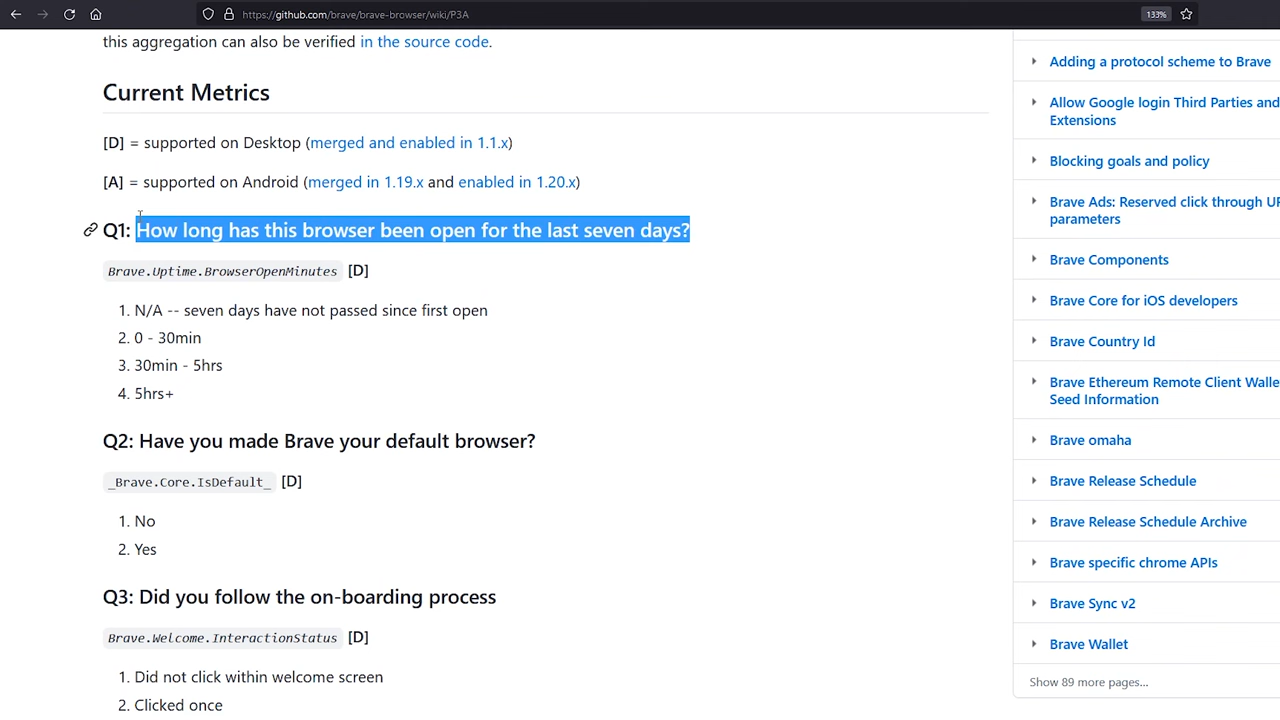 https://github.com/brave/brave-browser/wiki/P3A
133%
this aggregation can also be verified in the source code.
Current Metrics
[D] = supported on Desktop (merged and enabled in 1.1.x)
[A] = supported on Android (merged in 1.19.x and enabled in 1.20.x)
Q1: How long has this browser been open for the last seven days?
Brave.Uptime.BrowserOpenMinutes [D]
1. N/A -- seven days have not passed since first open
2. 0 - 30min
3. 30min - 5hrs
4. 5hrs+
Q2: Have you made Brave your default browser?
_Brave.Core.IsDefault_ [D]
1. No
2. Yes
Q3: Did you follow the on-boarding process
Brave.Welcome.InteractionStatus [D]
1. Did not click within welcome screen
2. Clicked once
Adding a protocol scheme to Brave
Allow Google login Third Parties and
Extensions
Blocking goals and policy
Brave Ads: Reserved click through UR
parameters
Brave Components
Brave Core for iOS developers
Brave Country Id
Brave Ethereum Remote Client Walle
Seed Information
Brave omaha
Brave Release Schedule
Brave Release Schedule Archive
Brave specific chrome APIs
Brave Sync v2
Brave Wallet
Show 89 more pages...